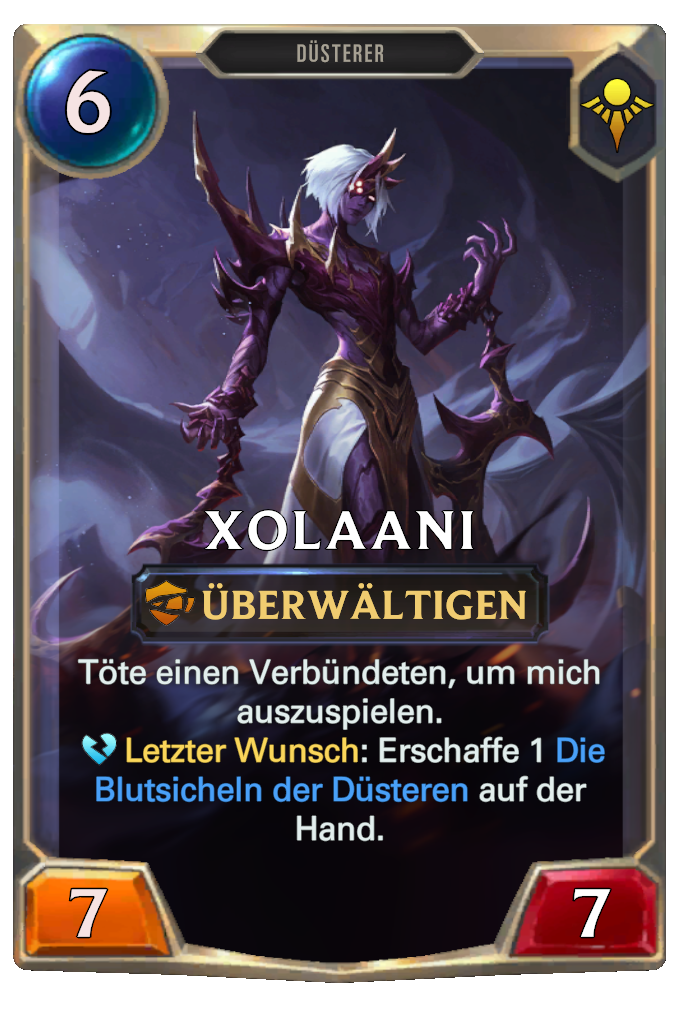 6
DÜSTERER
XOLAANI
ÜBERWÄLTIGEN
Töte einen Verbündeten, um mich
auszuspielen.
Letzter Wunsch: Erschaffe 1 Die
Blutsicheln der Düsteren auf der
Hand.
7
7